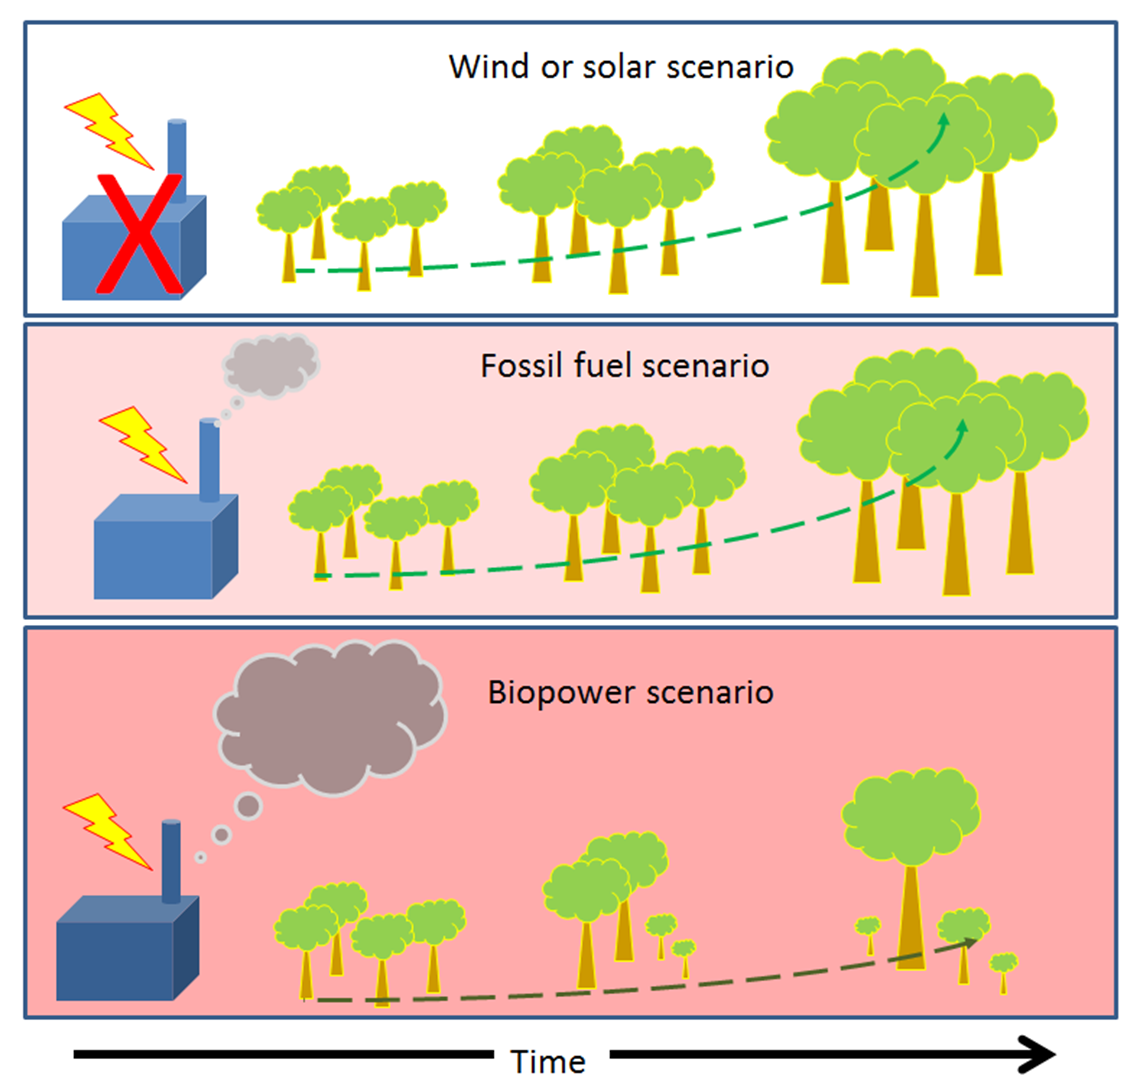 Wind or solar scenario
Fossil fuel scenario
Biopower scenario
Time